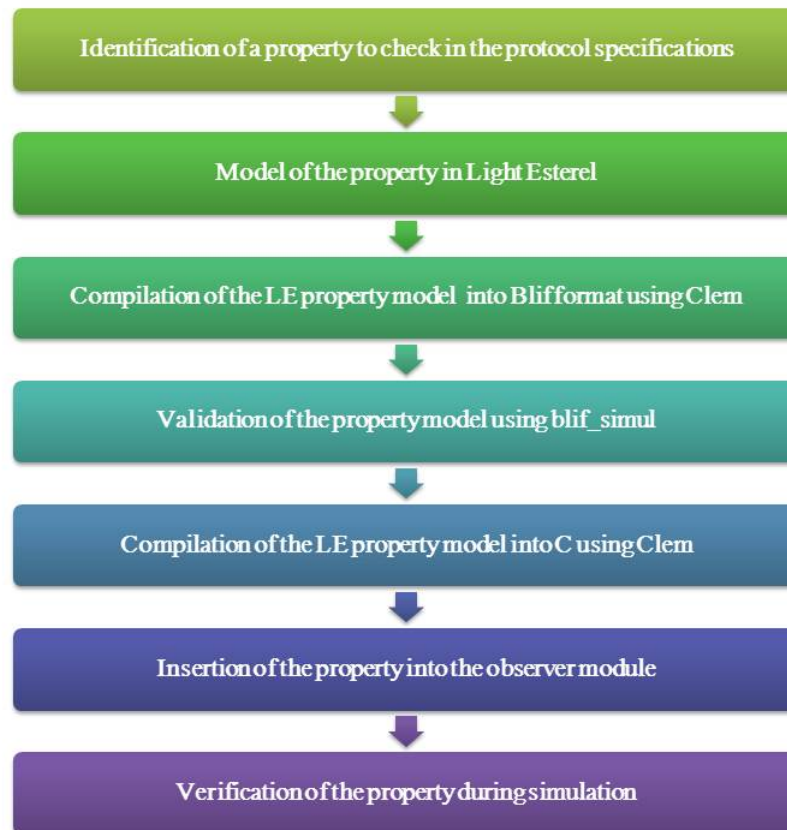 Identification of a property to check in the protocol specifications
Model of the property in Light Esterel
Compilation of the LE property model into Blif format using Clem
Validation of the property model using blif_simul
Compilation of the LE property model into C using Clem
Insertion of the property into the observer module
Verification of the property during simulation